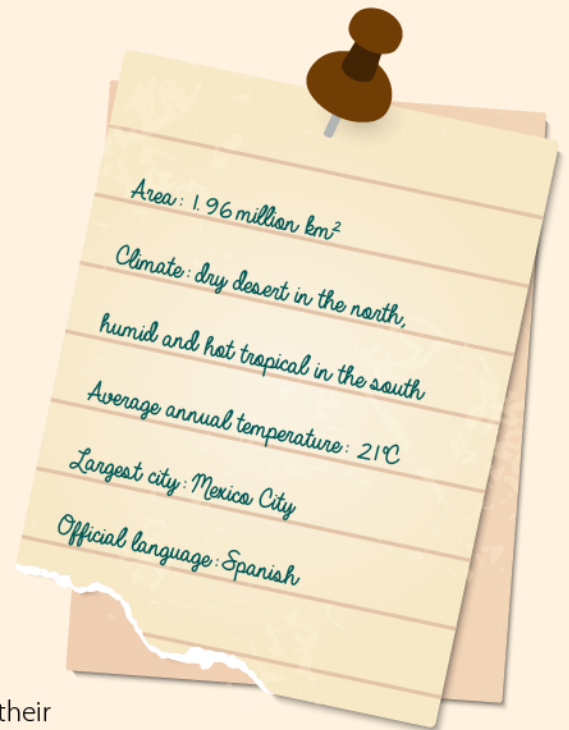 Area: 1.96 million km²
Climate: dry desert in the north,
humid and hot tropical in the south
Average annual temperature: 21°C
Largest city: Mexico City
Official language: Spanish
their